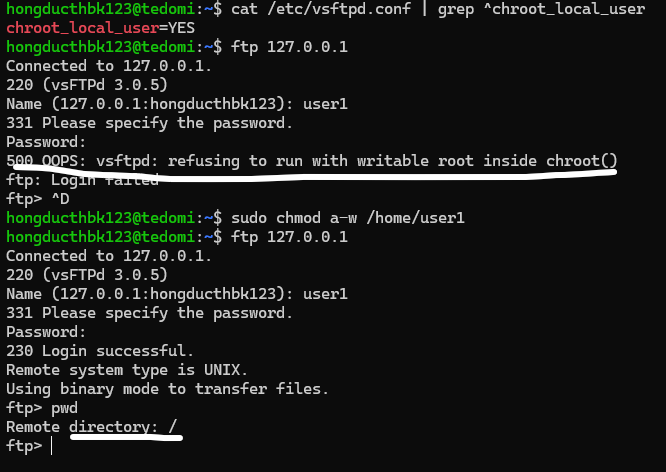 hongducthbk123@tedomi:~$ cat /etc/vsftpd.conf | grep ^chroot_local_user
chroot_local_user=YES
hongducthbk123@tedomi:~$ ftp 127.0.0.1
Connected to 127.0.0.1.
220 (vsFTPd 3.0.5)
Name (127.0.0.1:hongducthbk123): user1
331 Please specify the password.
Password:
500 OOPS: vsftpd: refusing to run with writable root inside chroot()
ftp: Login failed
ftp> ^D
hongducthbk123@tedomi:~$ sudo chmod a-w /home/user1
hongducthbk123@tedomi:~$ ftp 127.0.0.1
Connected to 127.0.0.1.
220 (vsFTPd 3.0.5)
Name (127.0.0.1:hongducthbk123): user1
331 Please specify the password.
Password:
230 Login successful.
Remote system type is UNIX.
Using binary mode to transfer files.
ftp> pwd
Remote directory: /
ftp>